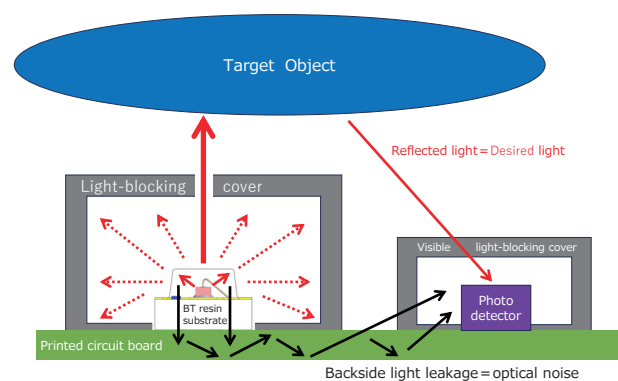 Target Object
Reflected light=Desired light
Light-blocking cover
Visible light-blocking cover
BT resin
substrate
Photo
detector
Printed circuit board
Backside light leakage=optical noise